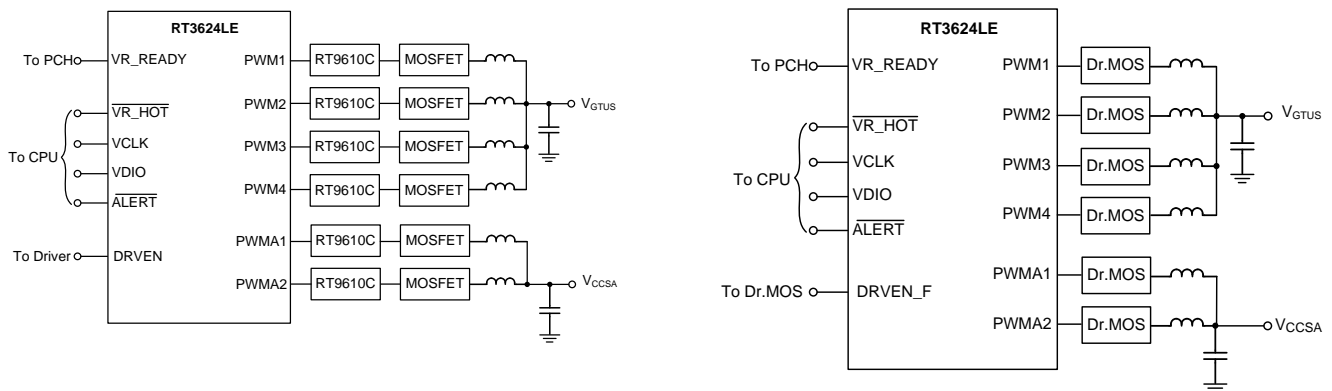 RT3624LE
To PCH
VR_READY
PWM1
RT9610C
MOSFET
VR_HOT
PWM2
RT9610C
MOSFET
VGTUS
VCLK
To CPU
PWM3
RT9610C
MOSFET
VDIO
PWM4
RT9610C
MOSFET
ALERT
PWMA1
RT9610C
MOSFET
To Driver
DRVEN
PWMA2
RT9610C
MOSFET
VCCSA
RT3624LE
To PCH
VR_READY
PWM1
Dr.MOS
PWM2
Dr.MOS
VGTUS
VR_HOT
VCLK
PWM3
Dr.MOS
To CPU
VDIO
PWM4
Dr.MOS
ALERT
PWMA1
Dr.MOS
To Dr.MOS
DRVEN_F
PWMA2
Dr.MOS
VCCSA